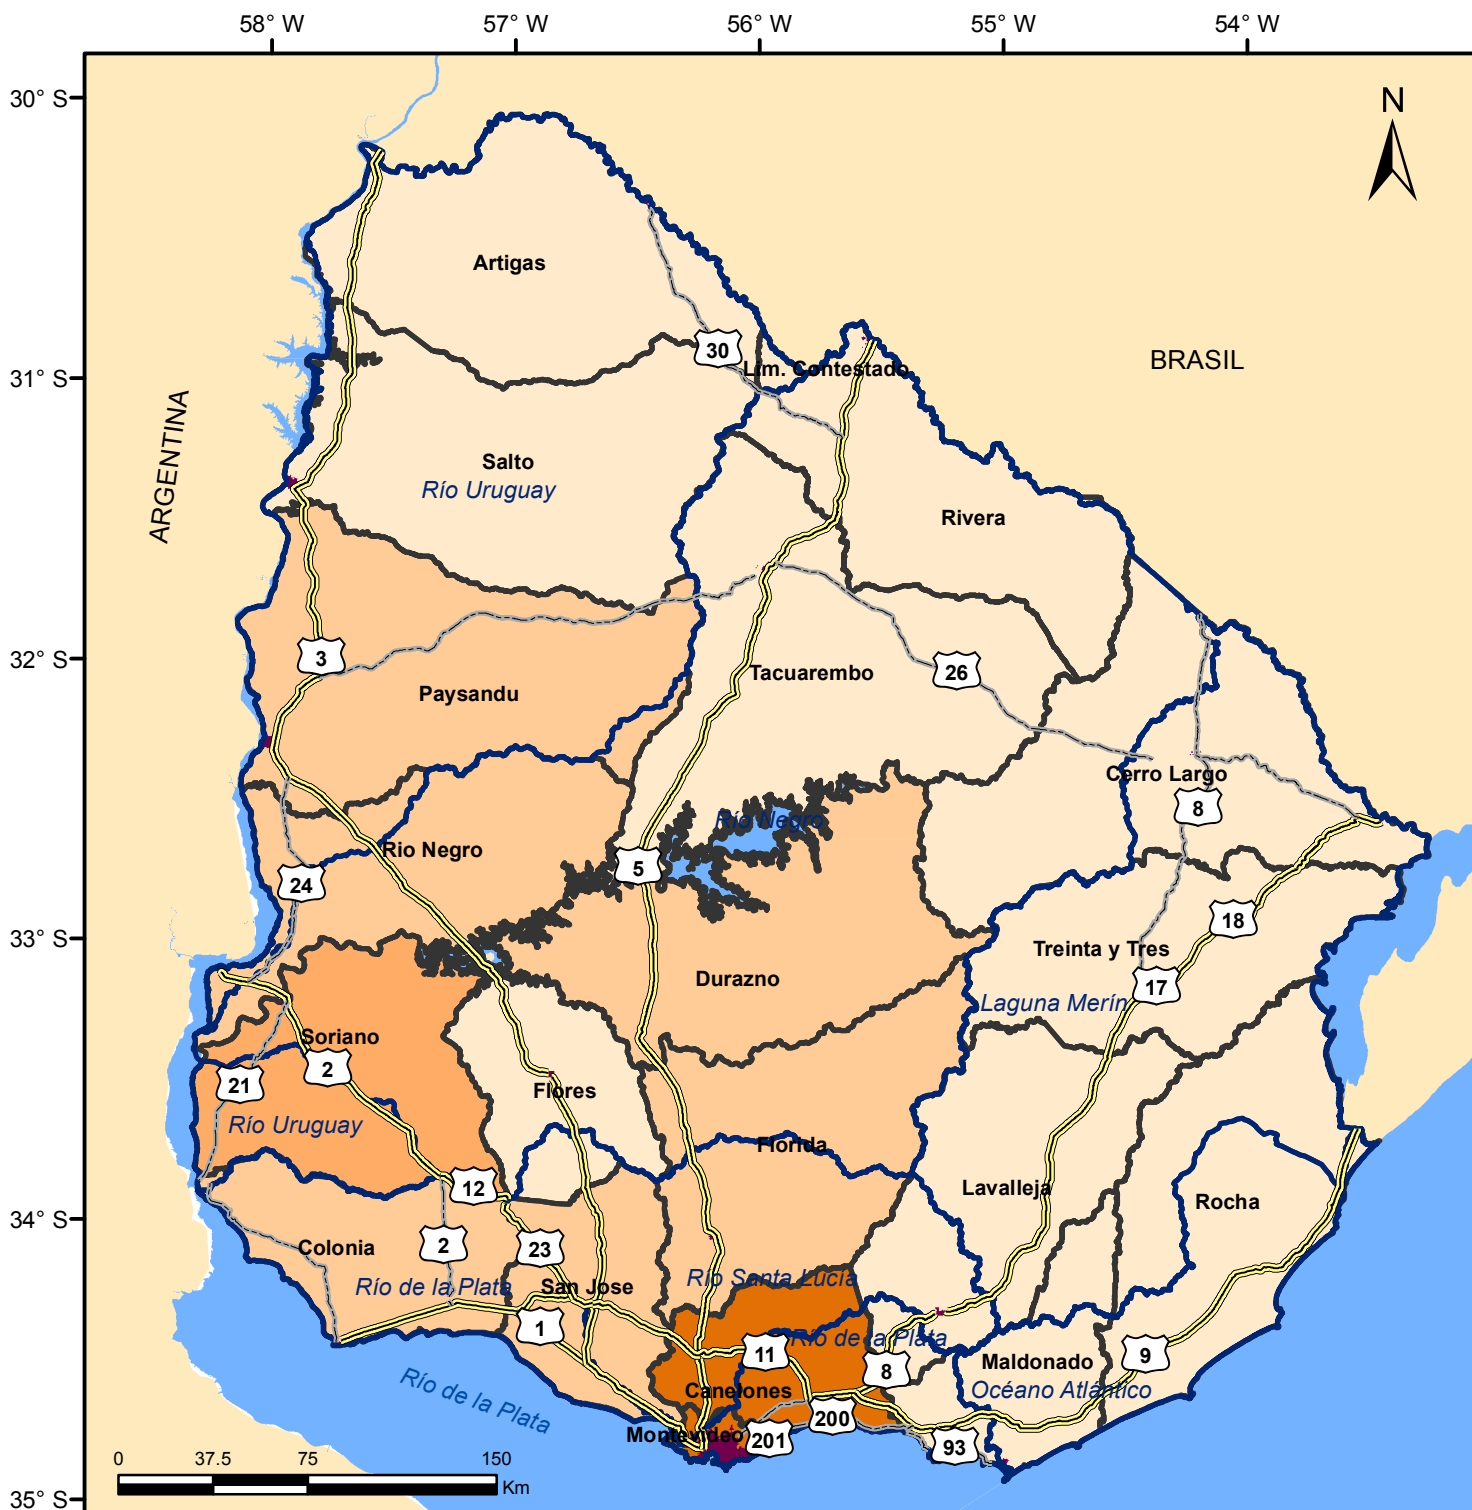 58° W
57° W
56° W
55° W
54° W
30° S
N
Artigas
30
BRASIL
31° S
Lim. Contestado
ARGENTINA
Salto
Río Uruguay
Rivera
32° S
3
26
Tacuarembo
Paysandu
Cerro Largo
8
Río Negro
Rio Negro
5
24
18
33° S
Treinta y Tres
Durazno
17
Laguna Merín
Soriano
2
21
Flores
Río Uruguay
Florida
12
Lavalleja
Rocha
34° S
Colonia
2
23
Río Santa Lucía
Río de la Plata
San Jose
1
Río de la Plata
11
9
8
Maldonado
Canelones
Océano Atlántico
Río de la Plata
200
Montevideo
201
93
0
37.5
75
150
Km
35° S